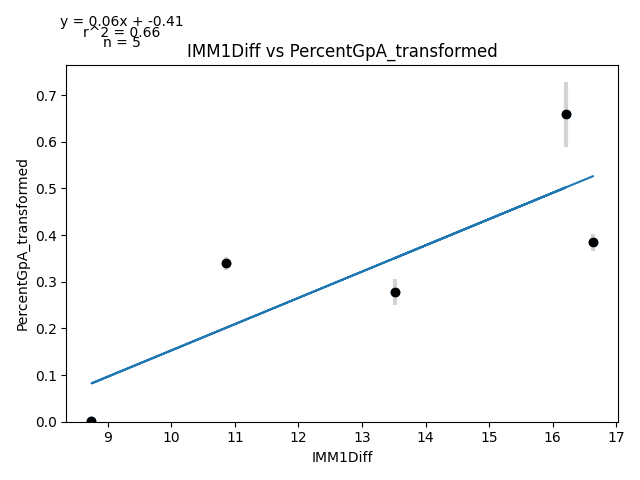 y = 0.06x + -0.41
r^2 = 0.66
n = 5
IMM1Diff vs PercentGpA_transformed
PercentGpA_transformed
0.7
0.6
0.5
0.4
0.3
0.2
0.1
0.0
9 10 11 12 13 14 15 16 17
IMM1Diff